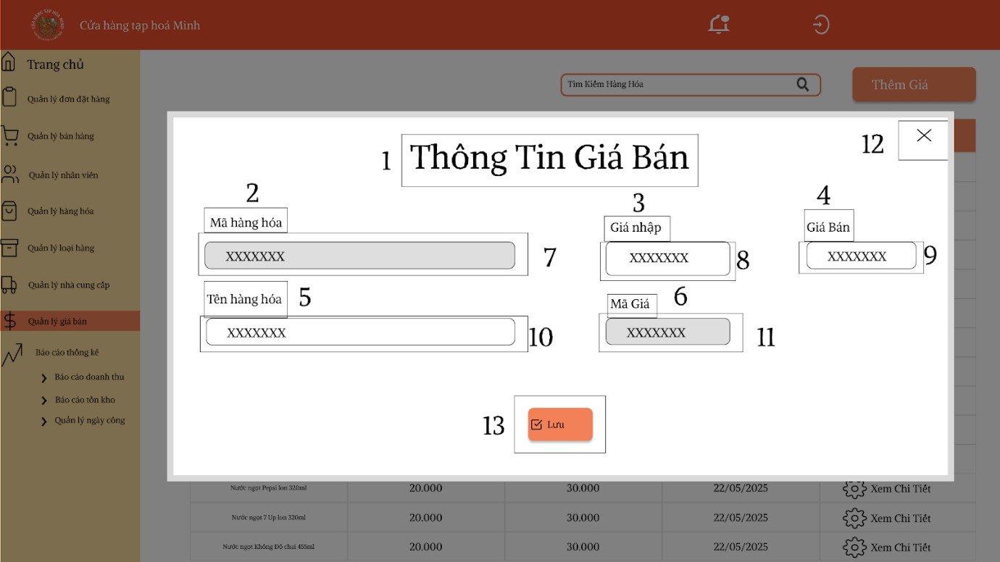 CỬA HÀNG TẠP HÓA MINH
Cửa hàng tạp hoá Minh
Trang chủ
Quản lý đơn đặt hàng
Quản lý bán hàng
Quản lý nhân viên
Quản lý hàng hóa
Quản lý loại hàng
Quản lý nhà cung cấp
Quản lý giá bán
Báo cáo thống kê
Báo cáo doanh thu
Báo cáo tồn kho
Quản lý ngày công
Tìm Kiếm Hàng Hóa
Thêm Giá
1 Thông Tin Giá Bán 12
2 3 4
Mã hàng hóa Giá nhập Giá Bán
XXXXXXX 7 XXXXXXX 8 XXXXXXX 9
Tên hàng hóa 5 Mã Giá 6
XXXXXXX 10 XXXXXXX 11
13 Lưu
Nước ngọt Pepsi lon 320ml 20.000 30.000 22/05/2025 Xem Chi Tiết
Nước ngọt 7 Up lon 320ml 20.000 30.000 22/05/2025 Xem Chi Tiết
Nước ngọt Không Độ chai 455ml 20.000 30.000 22/05/2025 Xem Chi Tiết